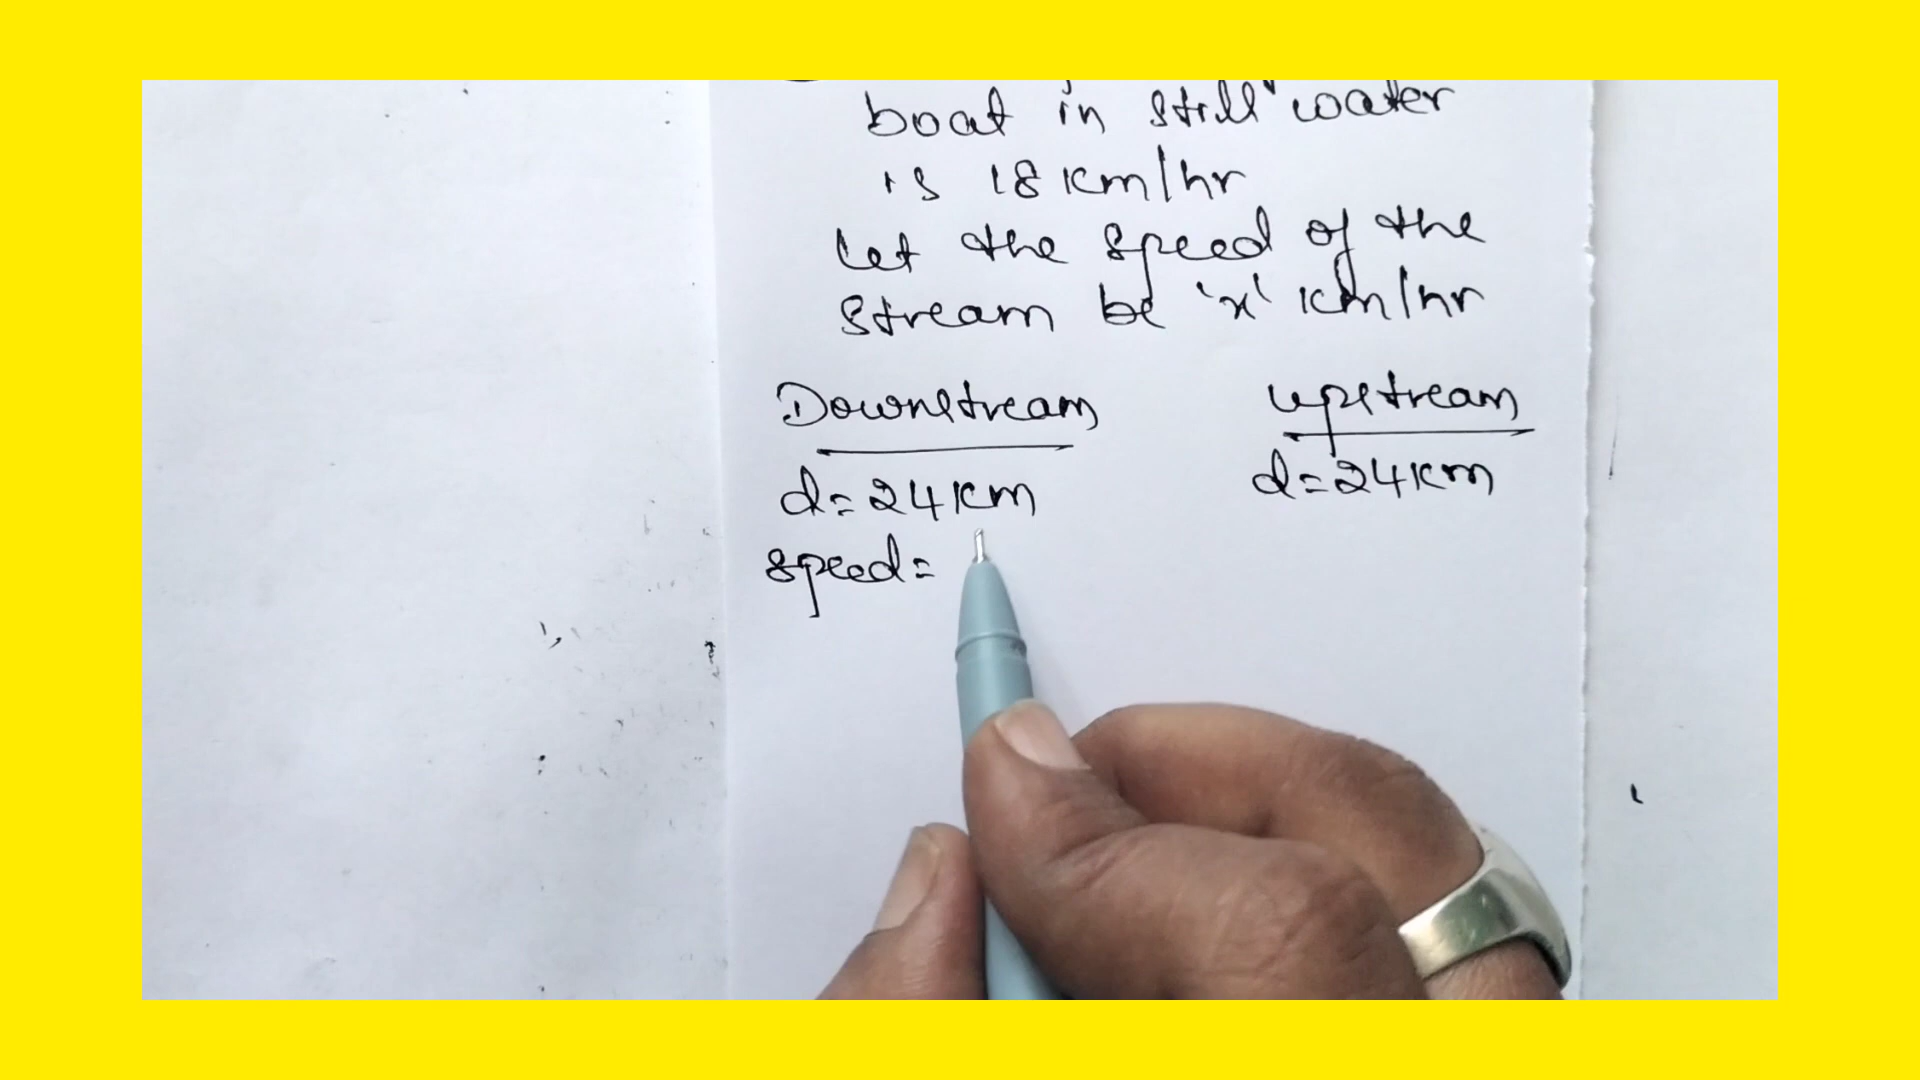 boat in still water
is 18 km/hr
Let the speed of the
stream be 'x' km/hr
Downstream
d=24km
speed=
upstream
d=24km